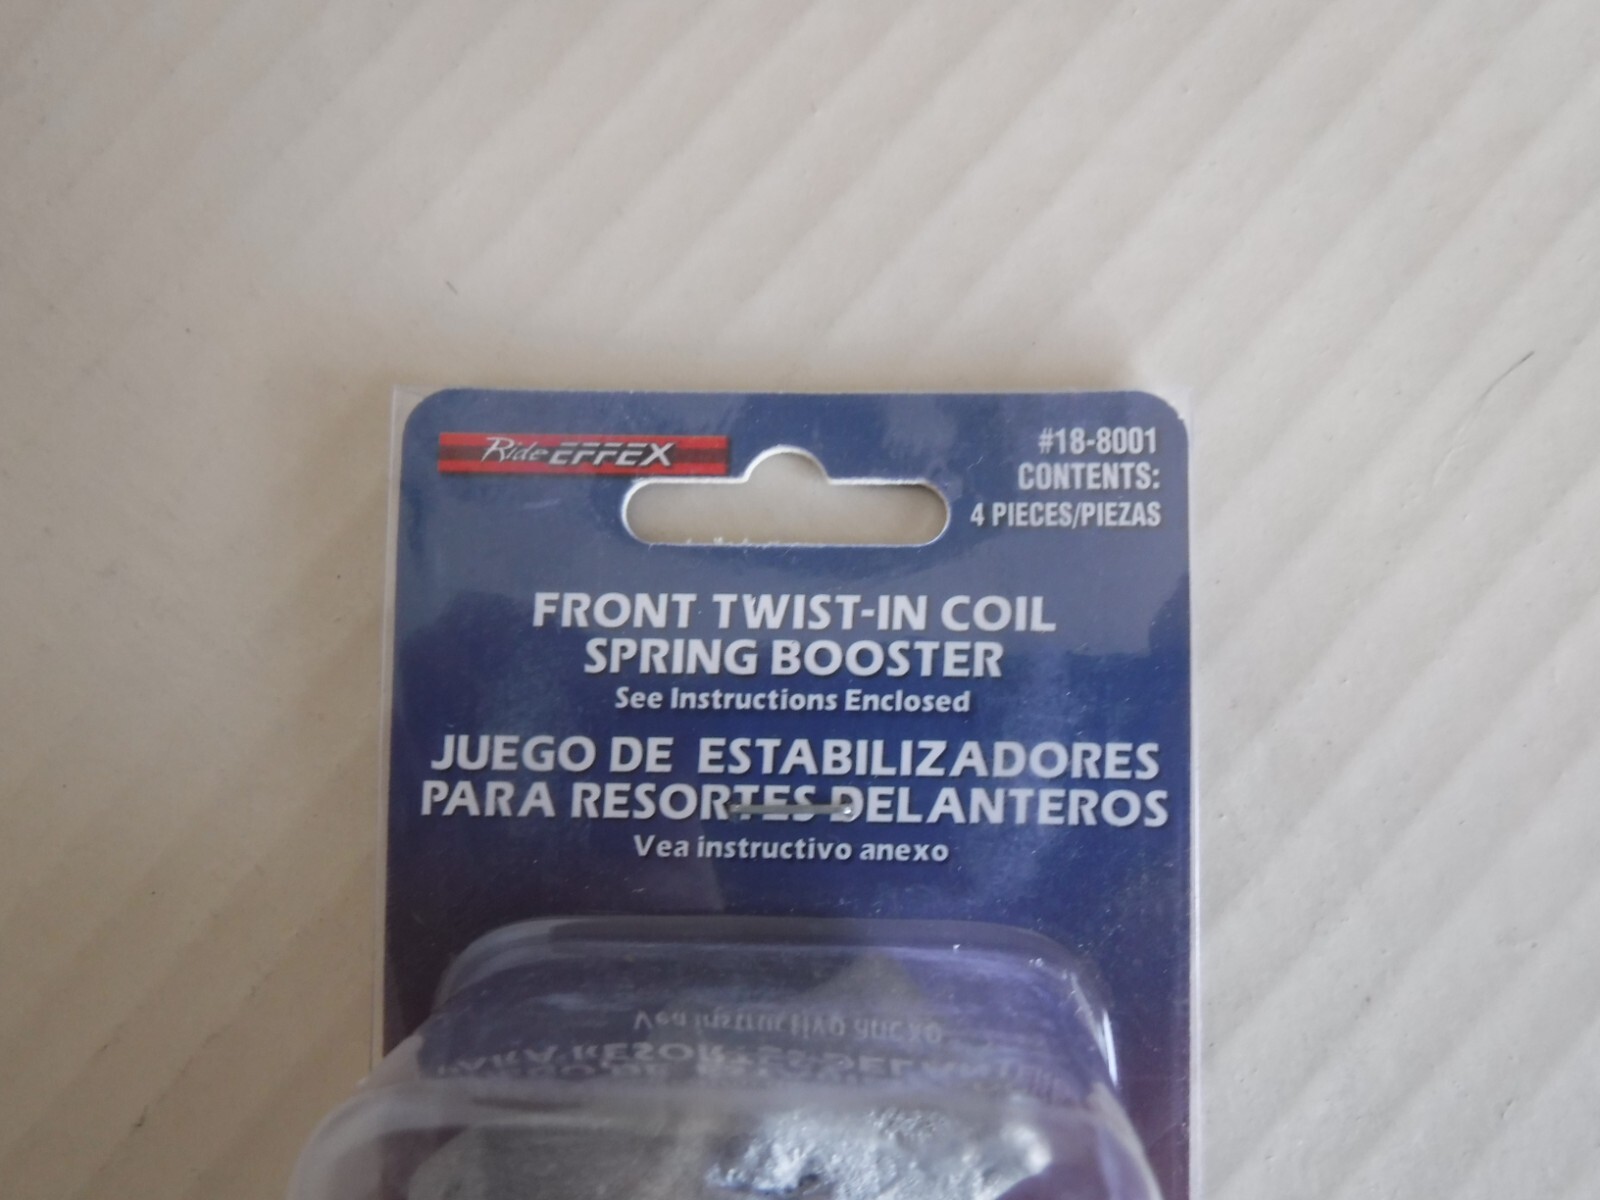 Ride EFFEX
#18-8001
CONTENTS:
4 PIECES/PIEZAS
FRONT TWIST-IN COIL
SPRING BOOSTER
See Instructions Enclosed
JUEGO DE ESTABILIZADORES
PARA RESORTES DELANTEROS
Vea instructivo anexo